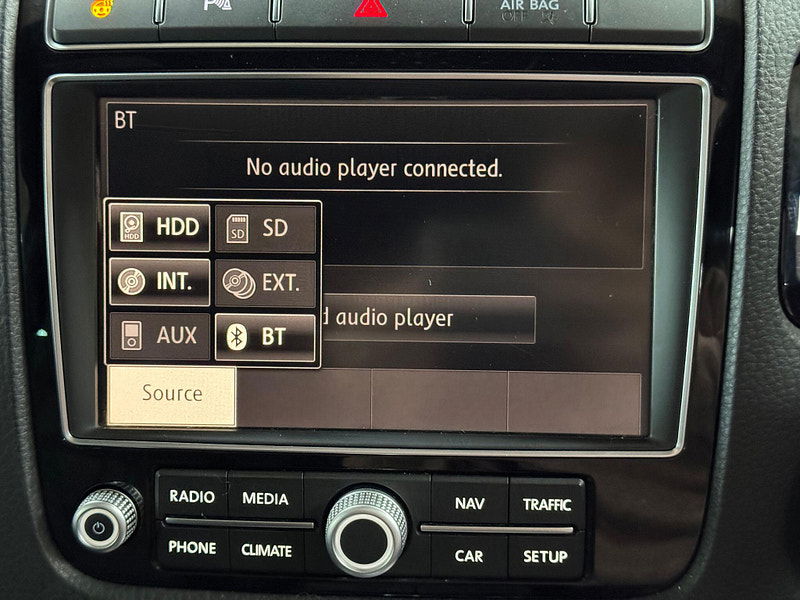 P
AIR BAG
OFF
BT
No audio player connected.
HDD SD
HDD SD
INT. EXT.
d audio player
AUX BT
Source
RADIO MEDIA NAV TRAFFIC
PHONE CLIMATE CAR SETUP